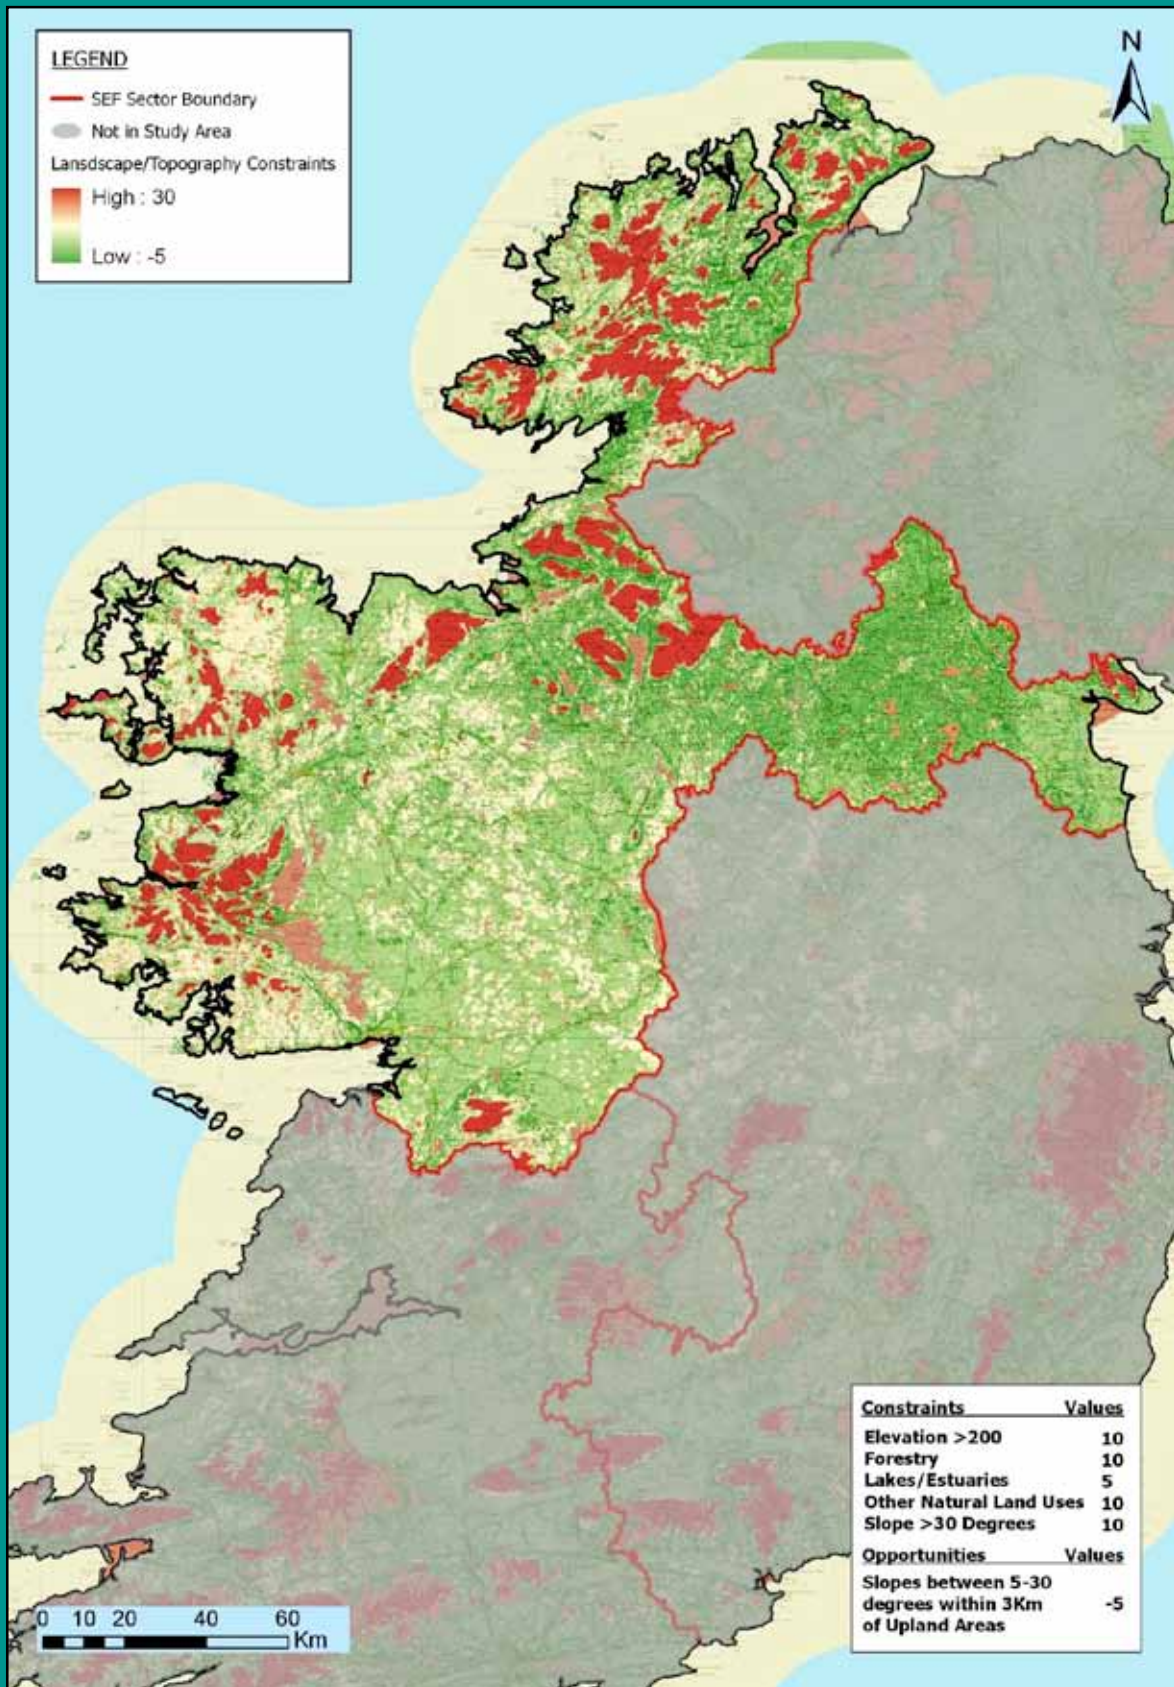 N
LEGEND
SEF Sector Boundary
Not in Study Area
Lansdscape/Topography Constraints
High : 30
Low : -5
Constraints Values
Elevation >200 10
Forestry 10
Lakes/Estuaries 5
Other Natural Land Uses 10
Slope >30 Degrees 10
Opportunities Values
Slopes between 5-30
degrees within 3Km -5
of Upland Areas
0 10 20 40 60
Km